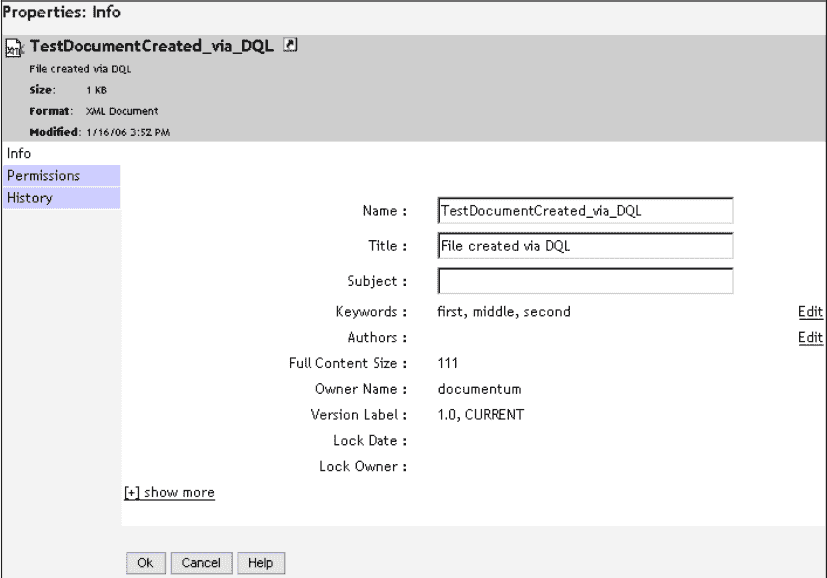 Properties: Info
TestDocumentCreated_via_DQL
File created via DQL
Size: 1 KB
Format: XML Document
Modified: 1/16/06 3:52 PM
Info
Permissions
History
Name : TestDocumentCreated_via_DQL
Title : File created via DQL
Subject :
Keywords : first, middle, second Edit
Authors : Edit
Full Content Size : 111
Owner Name : documentum
Version Label : 1.0, CURRENT
Lock Date :
Lock Owner :
[+] show more
Ok Cancel Help